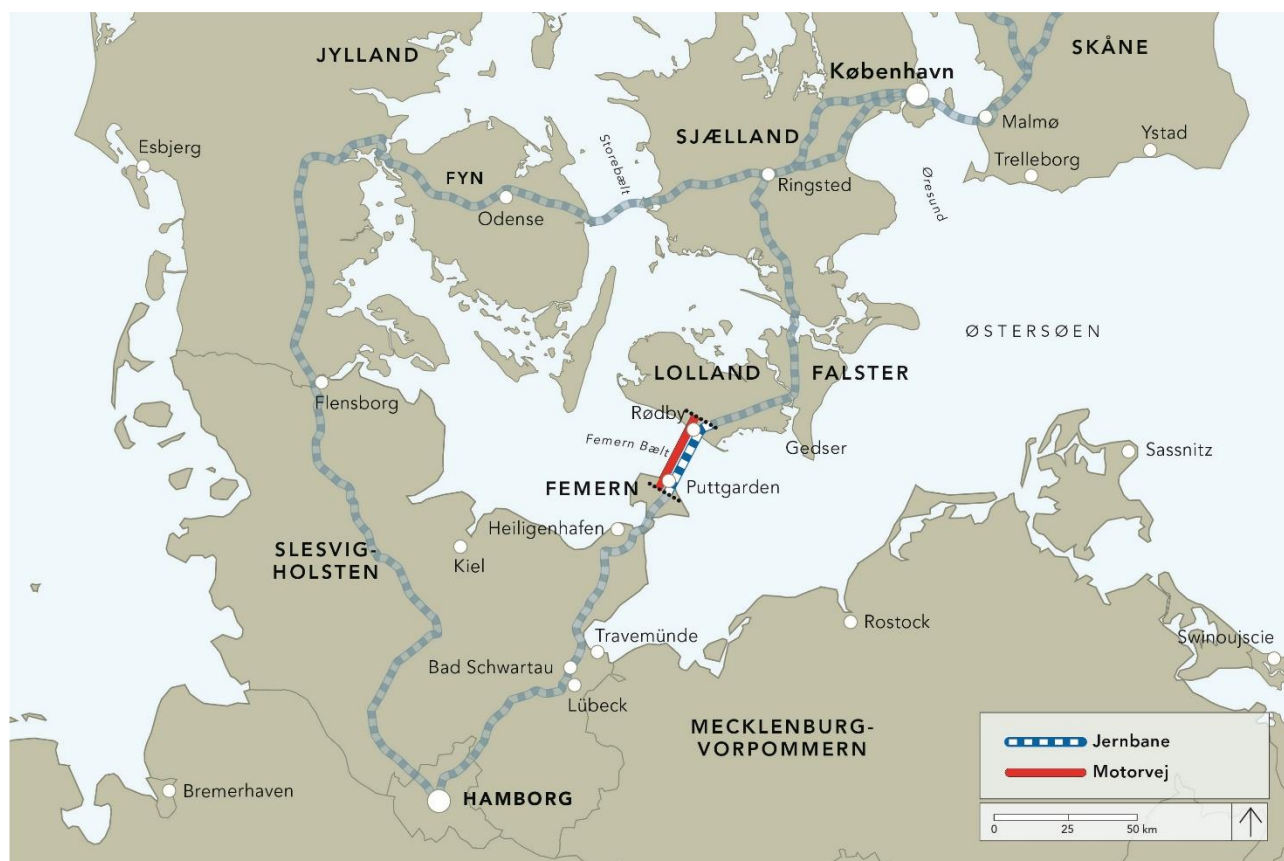 JYLLAND
SKÅNE
København
Esbjerg
Malmø
SJÆLLAND
Ystad
Storebælt
Trelleborg
FYN
Ringsted
Øresund
Odense
ØSTERSØEN
LOLLAND
FALSTER
Flensborg
Rødby
Femern Bælt
Gedser
Sassnitz
FEMERN
Puttgarden
Heiligenhafen
SLESVIG-
HOLSTEN
Kiel
Rostock
Travemünde
Swinoujscie
Bad Schwartau
Lübeck
MECKLENBURG-
VORPOMMERN
Jernbane
Motorvej
Bremerhaven
HAMBORG
0 25 50 km